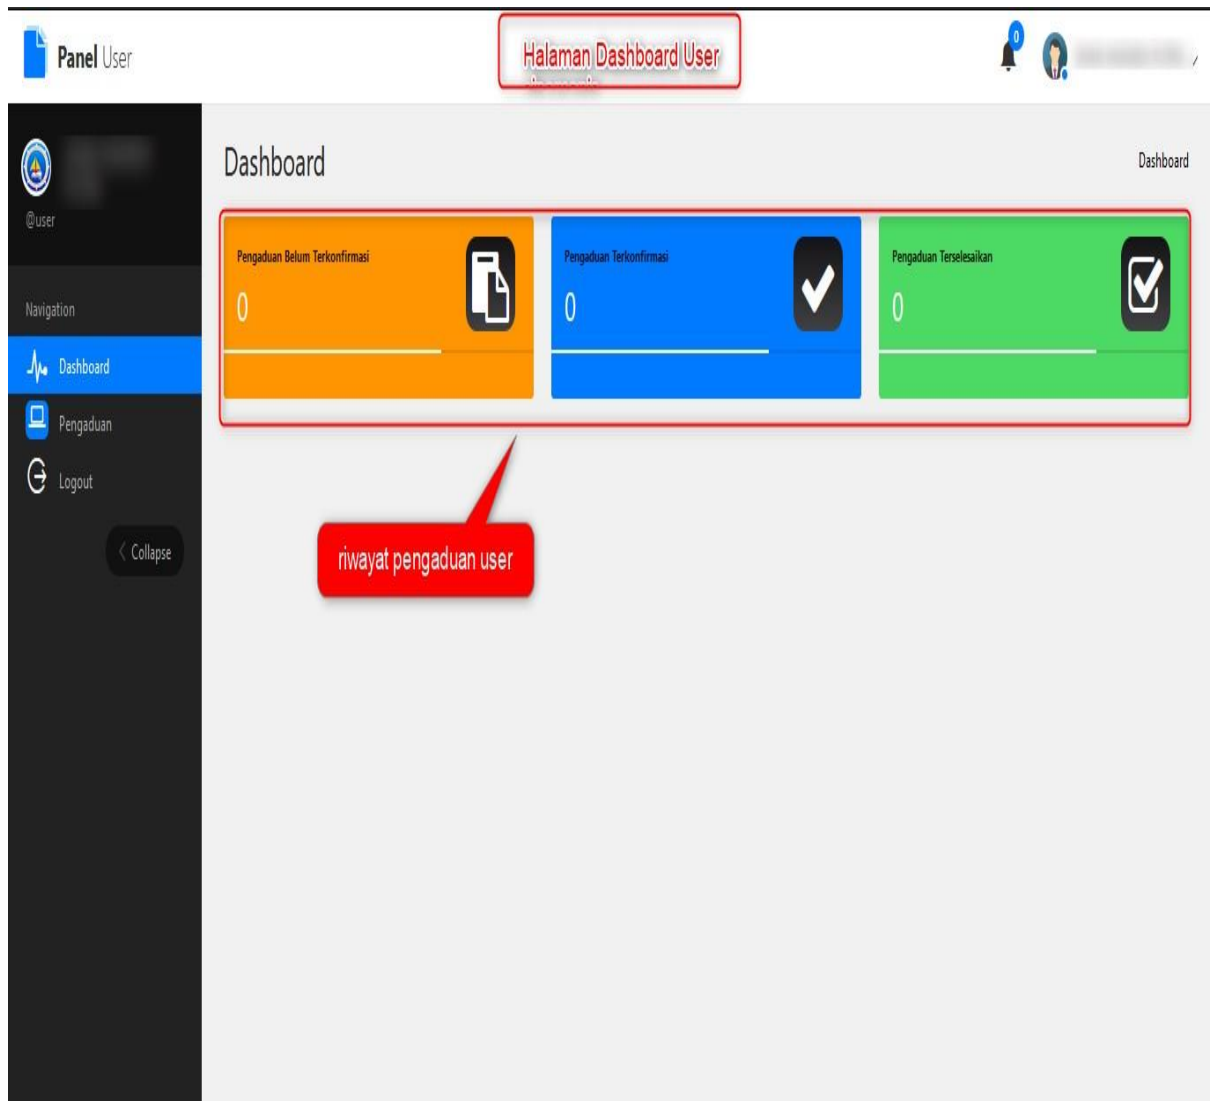 Panel User
Halaman Dashboard User
0
@user
Navigation
Dashboard
Pengaduan
Logout
Collapse
Dashboard
Dashboard
Pengaduan Belum Terkonfirmasi
0
Pengaduan Terkonfirmasi
0
Pengaduan Terselesaikan
0
riwayat pengaduan user